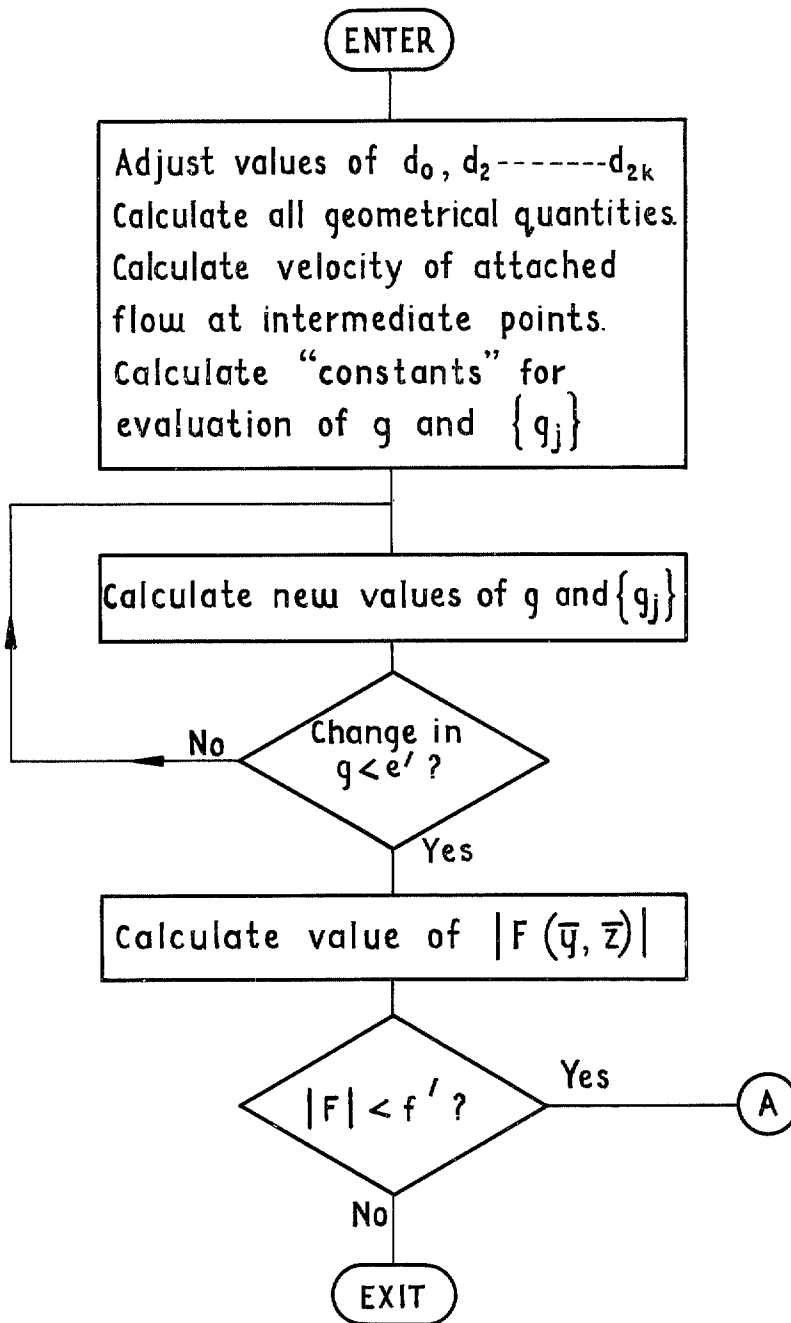 ENTER
Adjust values of d₀, d₂-------d₂ₖ
Calculate all geometrical quantities.
Calculate velocity of attached
flow at intermediate points.
Calculate “constants” for
evaluation of g and {gⱼ}
Calculate new values of g and {gⱼ}
Change in
g < e′ ?
No
Yes
Calculate value of |F (y̅, z̅)|
|F| < f′ ?
Yes
A
No
EXIT